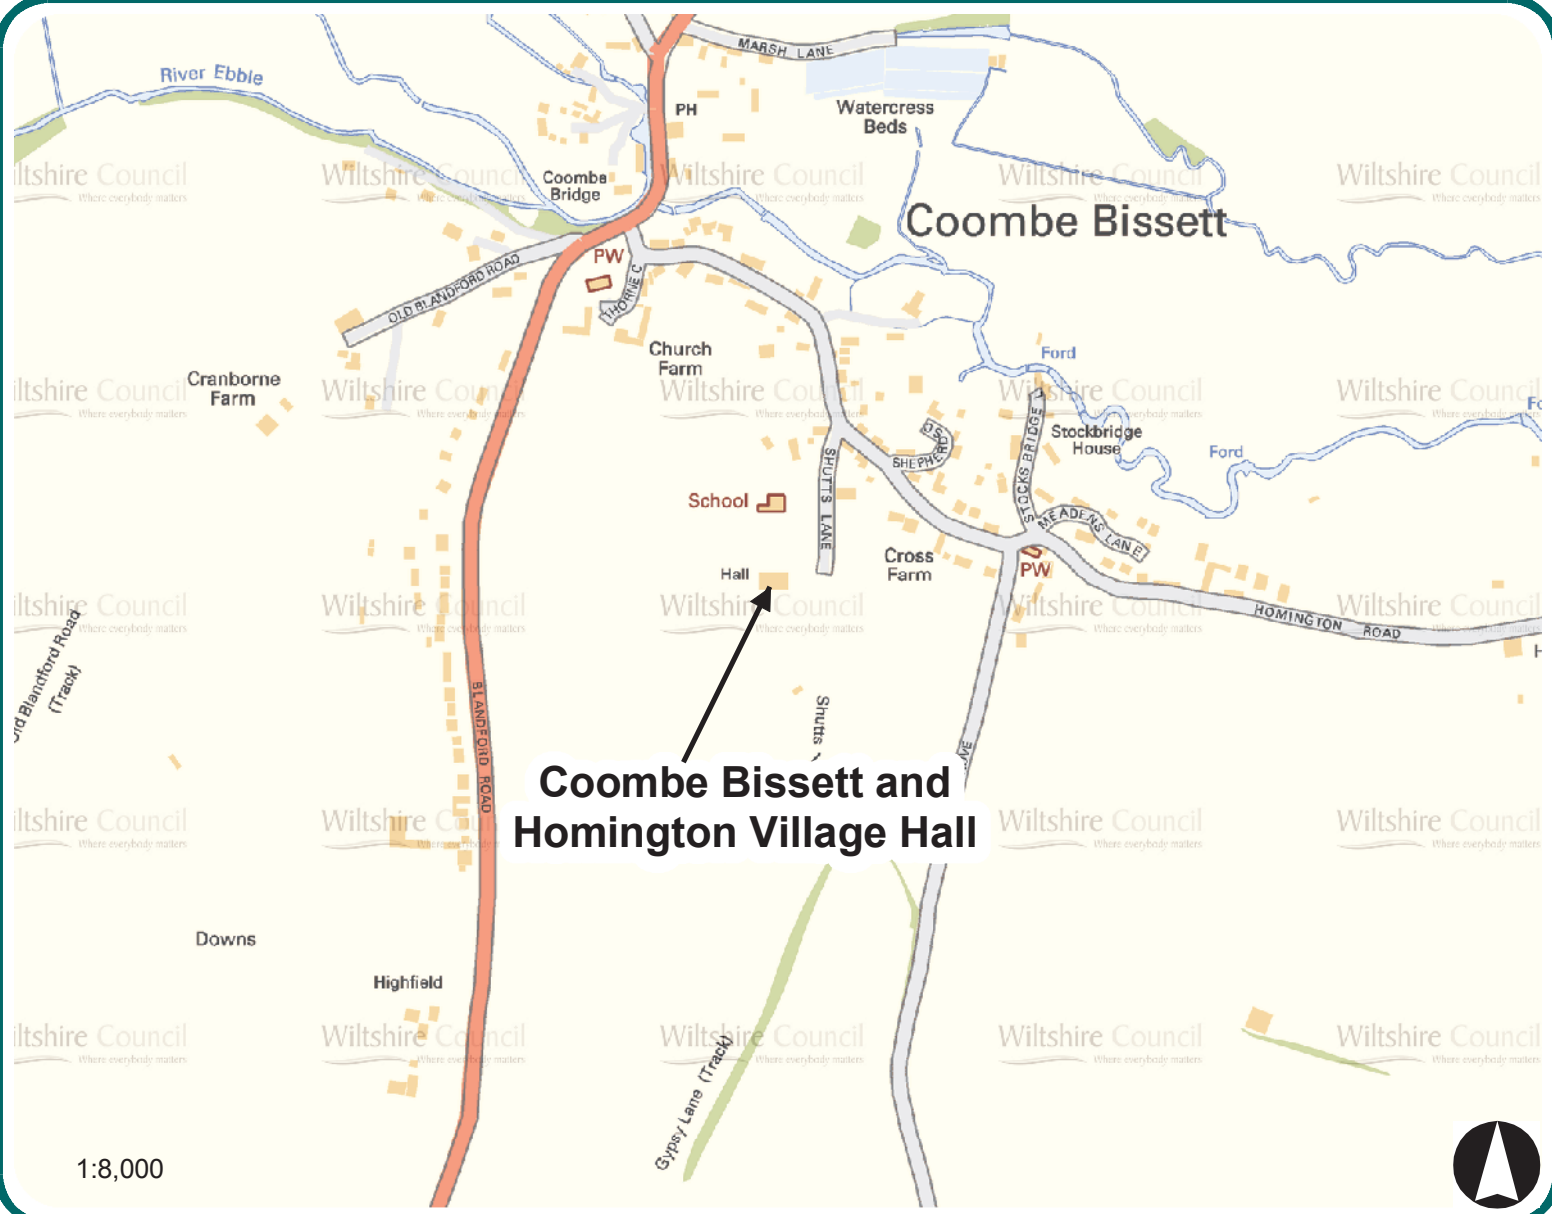 MARSH LANE
River Ebble
PH
Watercress
Beds
Coombe
Bridge
Coombe Bissett
PW
OLD BLANDFORD ROAD
THORNE C
Church
Farm
Cranborne
Farm
Ford
Stockbridge
House
Ford
STOCKS BRIDGE
SHEPHERD
SHUTTS LANE
School
MEADENS LANE
Hall
Cross
Farm
PW
HOMINGTON ROAD
Old Blandford Road
(Track)
BLANDFORD ROAD
Shutts
OVE
Coombe Bissett and
Homington Village Hall
Downs
Highfield
Gypsy Lane (Track)
1:8,000
Wiltshire Council
Where everybody matters